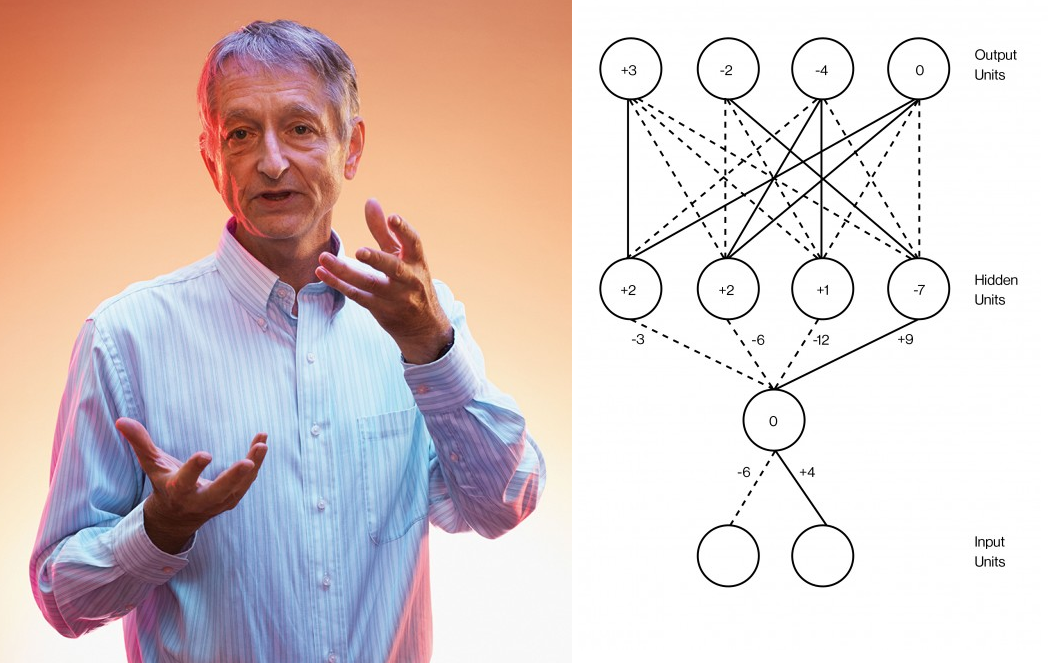 +3 -2 -4 0
Output
Units
+2 +2 +1 -7
Hidden
Units
-3 -6 -12 +9
0
-6 +4
Input
Units